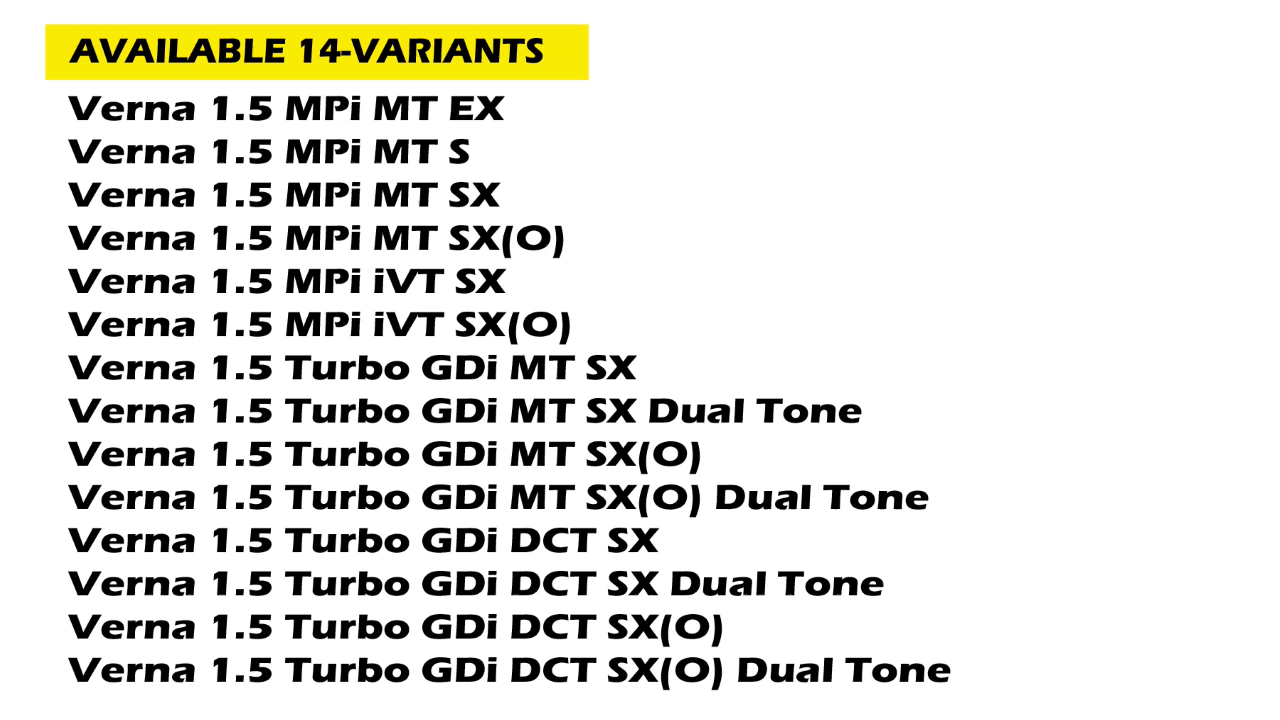 AVAILABLE 14-VARIANTS
Verna 1.5 MPi MT EX
Verna 1.5 MPi MT S
Verna 1.5 MPi MT SX
Verna 1.5 MPi MT SX(O)
Verna 1.5 MPi iVT SX
Verna 1.5 MPi iVT SX(O)
Verna 1.5 Turbo GDi MT SX
Verna 1.5 Turbo GDi MT SX Dual Tone
Verna 1.5 Turbo GDi MT SX(O)
Verna 1.5 Turbo GDi MT SX(O) Dual Tone
Verna 1.5 Turbo GDi DCT SX
Verna 1.5 Turbo GDi DCT SX Dual Tone
Verna 1.5 Turbo GDi DCT SX(O)
Verna 1.5 Turbo GDi DCT SX(O) Dual Tone